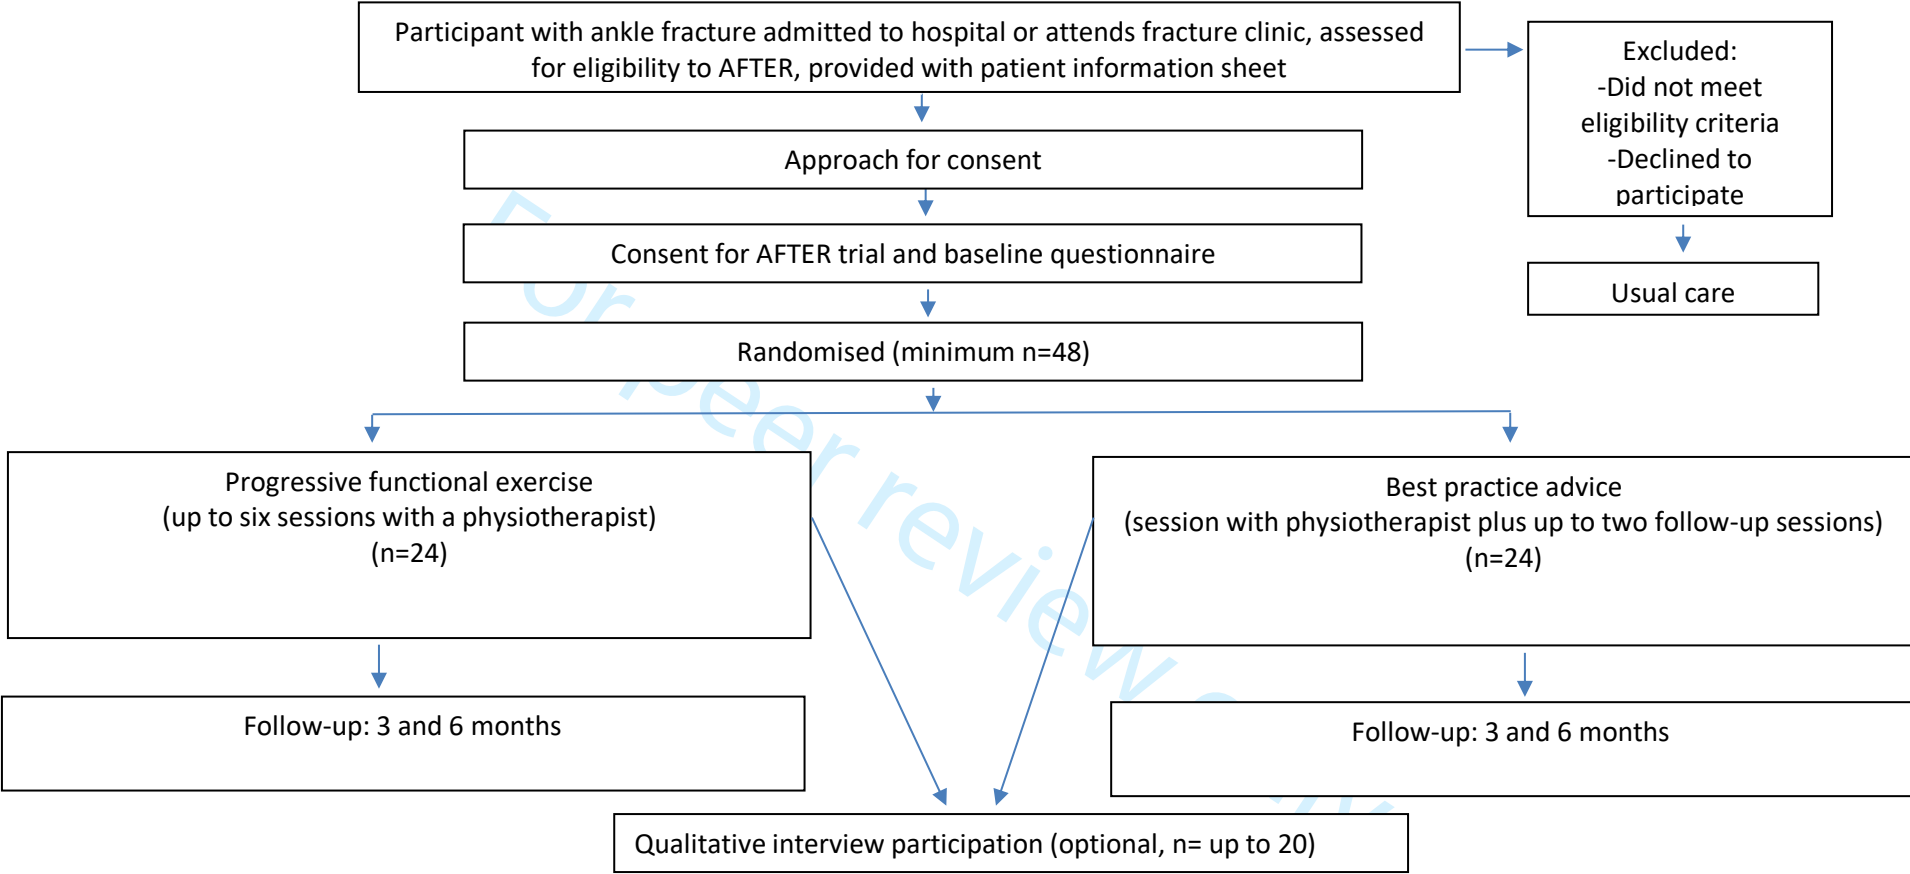 Participant with ankle fracture admitted to hospital or attends fracture clinic, assessed
for eligibility to AFTER, provided with patient information sheet
Excluded:
-Did not meet
eligibility criteria
-Declined to
participate
Approach for consent
Consent for AFTER trial and baseline questionnaire
Usual care
Randomised (minimum n=48)
Progressive functional exercise
(up to six sessions with a physiotherapist)
(n=24)
Best practice advice
(session with physiotherapist plus up to two follow-up sessions)
(n=24)
Follow-up: 3 and 6 months
Follow-up: 3 and 6 months
Qualitative interview participation (optional, n= up to 20)
For peer review only